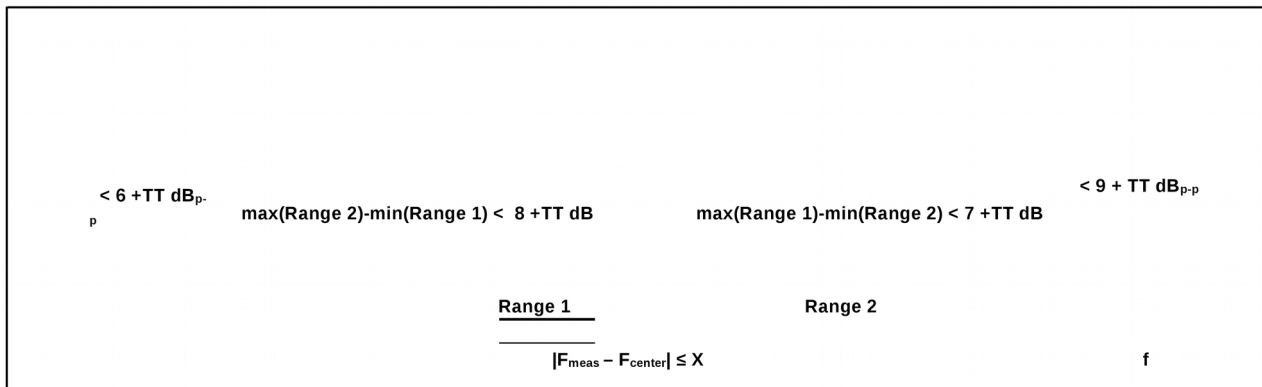 < 9 + TT dBp-p
< 6 +TT dBp-
p
max(Range 2)-min(Range 1) < 8 +TT dB
max(Range 1)-min(Range 2) < 7 +TT dB
Range 1
Range 2
|Fmeas – Fcenter| ≤ X
f